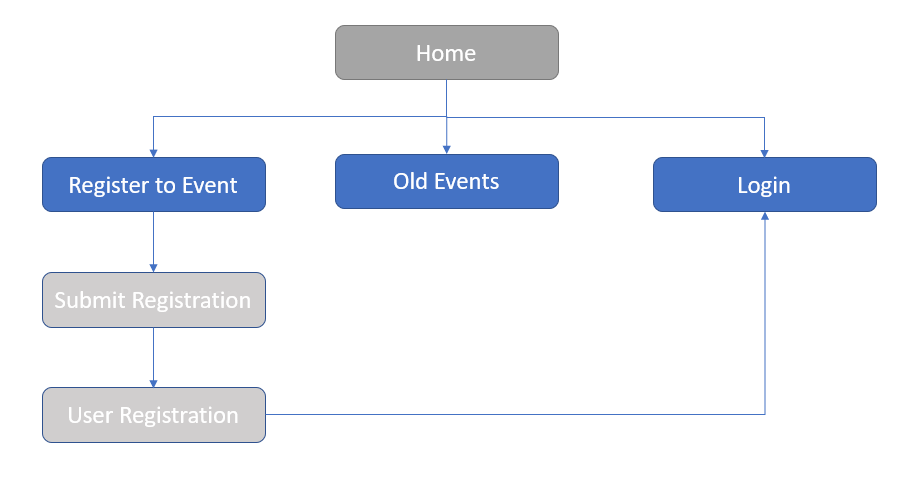 Home
Register to Event
Old Events
Login
Submit Registration
User Registration